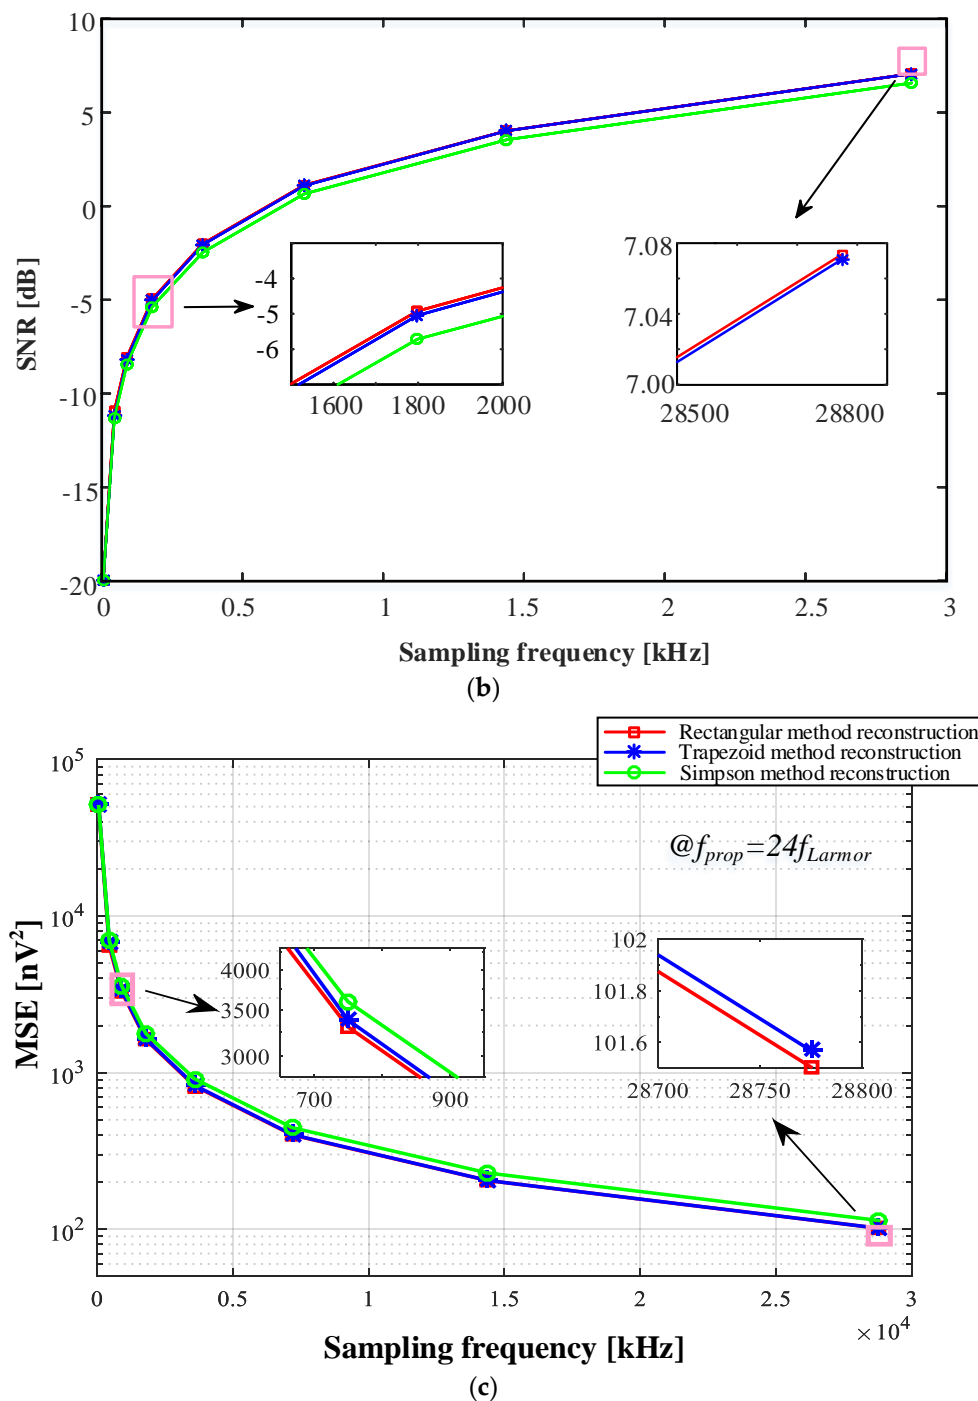 10
5
0
-5
-10
-15
-20
SNR [dB]
-4
-5
-6
1600 1800 2000
7.08
7.04
7.00
28500 28800
0 0.5 1 1.5 2 2.5 3
Sampling frequency [kHz]
(b)
Rectangular method reconstruction
Trapezoid method reconstruction
Simpson method reconstruction
10^5
10^4
10^3
10^2
MSE [nV²]
@f_prop=24f_Larmor
4000
3500
3000
700 900
102
101.8
101.6
28700 28750 28800
0 0.5 1 1.5 2 2.5 3
×10^4
Sampling frequency [kHz]
(c)